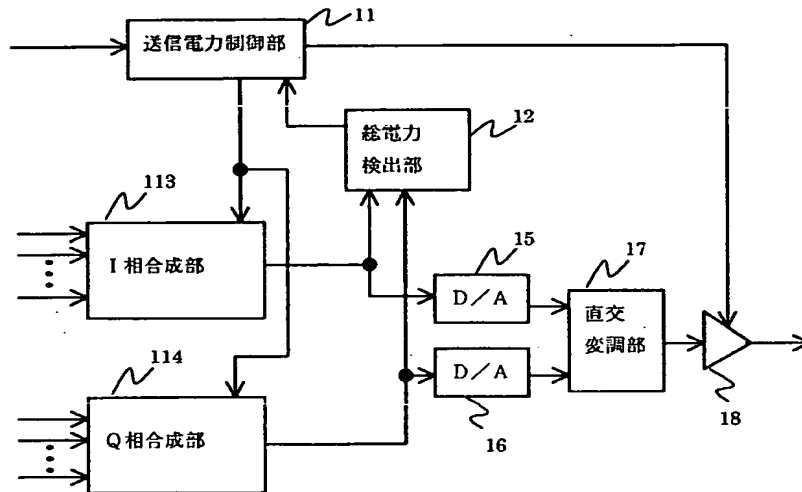 11
送信電力制御部
12
総電力
検出部
113
I相合成部
15
D/A
17
直交
変調部
114
D/A
18
16
Q相合成部